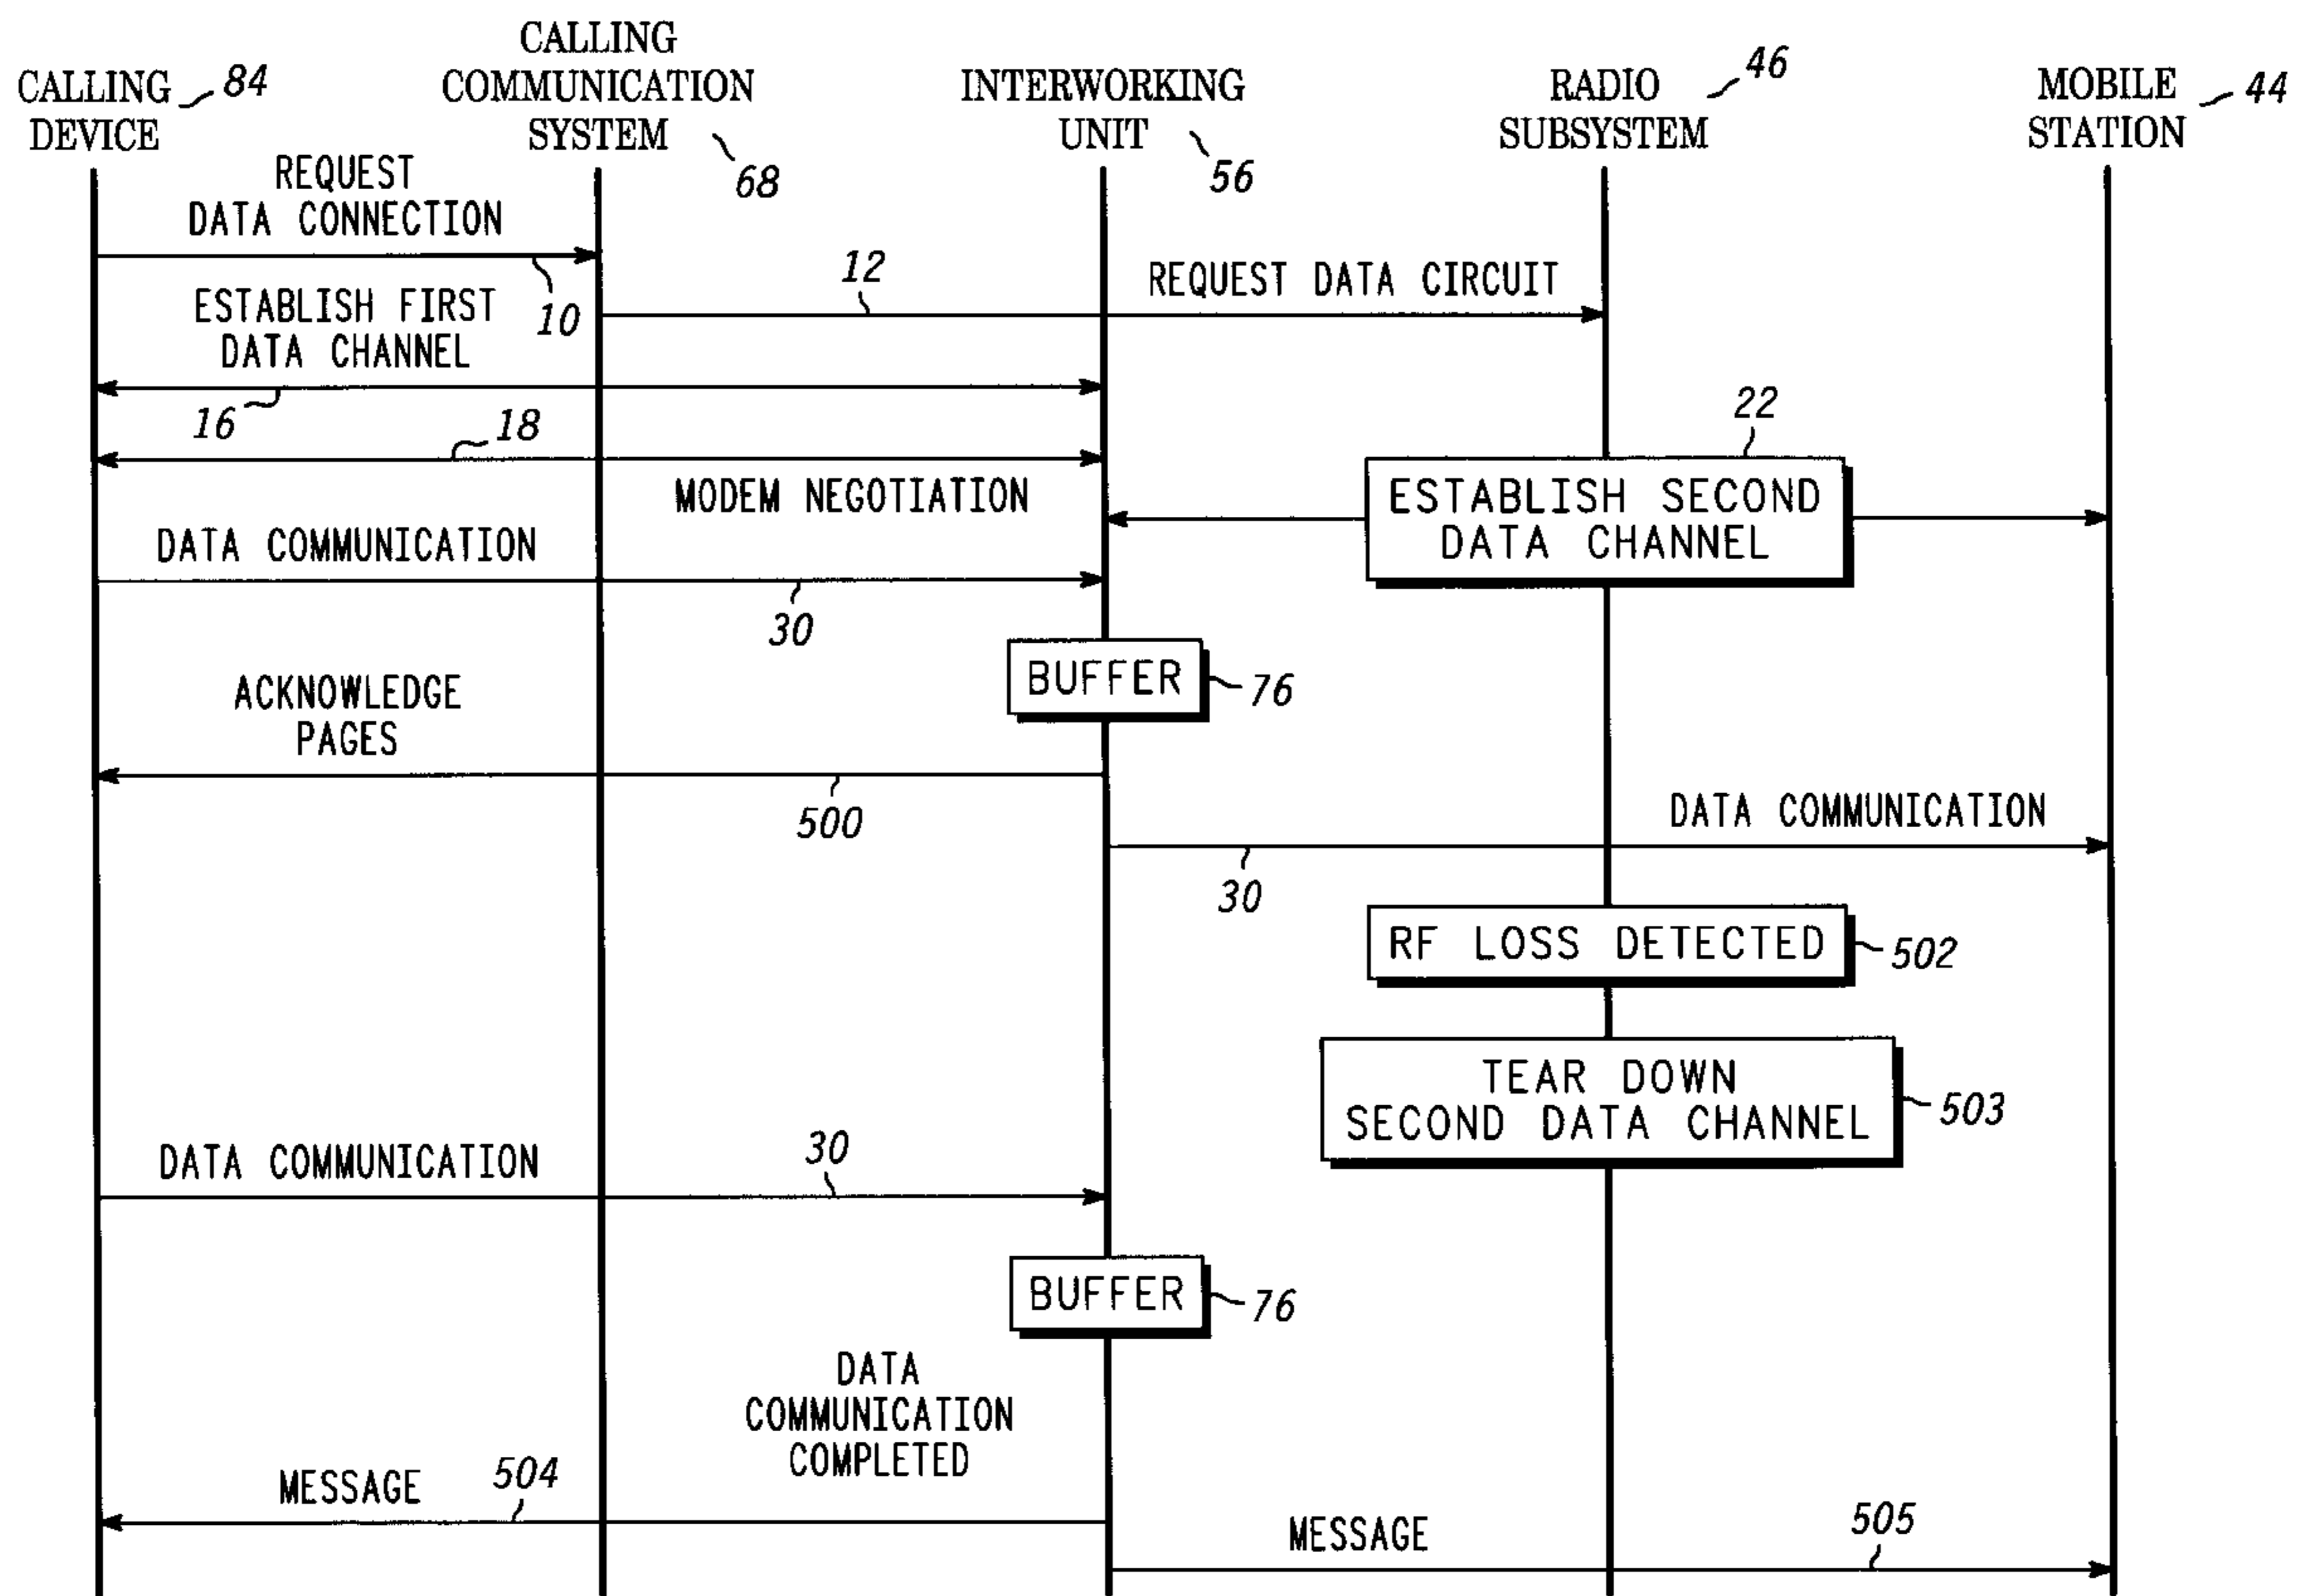 CALLING
DEVICE
84
CALLING
COMMUNICATION
SYSTEM
68
INTERWORKING
UNIT
56
RADIO
SUBSYSTEM
46
MOBILE
STATION
44
REQUEST
DATA CONNECTION
10
12
REQUEST DATA CIRCUIT
ESTABLISH FIRST
DATA CHANNEL
16
18
MODEM NEGOTIATION
22
ESTABLISH SECOND
DATA CHANNEL
DATA COMMUNICATION
30
BUFFER
76
ACKNOWLEDGE
PAGES
500
DATA COMMUNICATION
30
RF LOSS DETECTED
502
TEAR DOWN
SECOND DATA CHANNEL
503
DATA COMMUNICATION
30
BUFFER
76
DATA
COMMUNICATION
COMPLETED
MESSAGE
504
MESSAGE
505